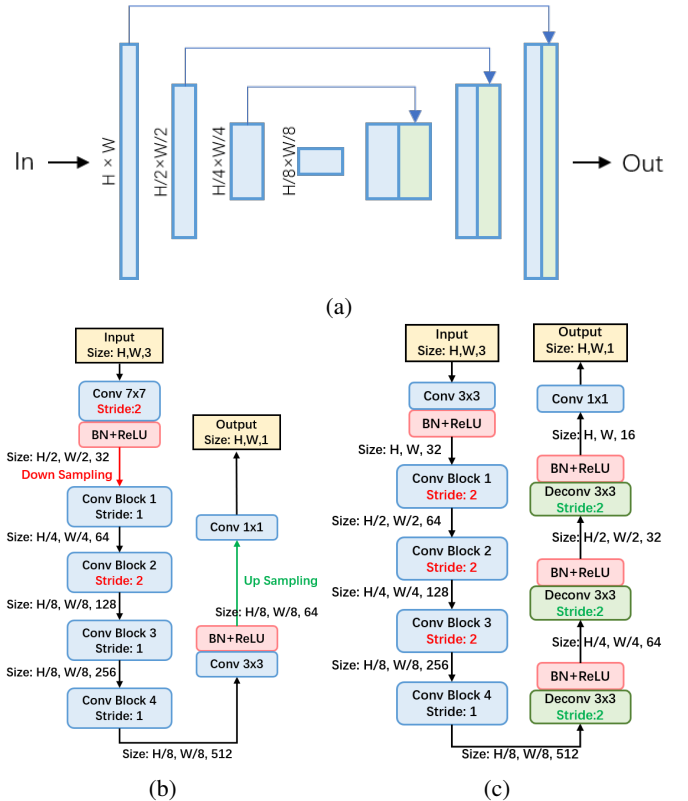 In
H × W
H/2×W/2
H/4×W/4
H/8×W/8
Out
(a)
Input
Size: H,W,3
Conv 7x7
Stride:2
BN+ReLU
Size: H/2, W/2, 32
Down Sampling
Conv Block 1
Stride: 1
Size: H/4, W/4, 64
Conv Block 2
Stride: 2
Size: H/8, W/8, 128
Conv Block 3
Stride: 1
Size: H/8, W/8, 256
Conv Block 4
Stride: 1
Size: H/8, W/8, 512
Output
Size: H,W,1
Conv 1x1
Up Sampling
Size: H/8, W/8, 64
BN+ReLU
Conv 3x3
(b)
Input
Size: H,W,3
Conv 3x3
BN+ReLU
Size: H, W, 32
Conv Block 1
Stride: 2
Size: H/2, W/2, 64
Conv Block 2
Stride: 2
Size: H/4, W/4, 128
Conv Block 3
Stride: 2
Size: H/8, W/8, 256
Conv Block 4
Stride: 1
Size: H/8, W/8, 512
Output
Size: H,W,1
Conv 1x1
Size: H, W, 16
BN+ReLU
Deconv 3x3
Stride:2
Size: H/2, W/2, 32
BN+ReLU
Deconv 3x3
Stride:2
Size: H/4, W/4, 64
BN+ReLU
Deconv 3x3
Stride:2
(c)